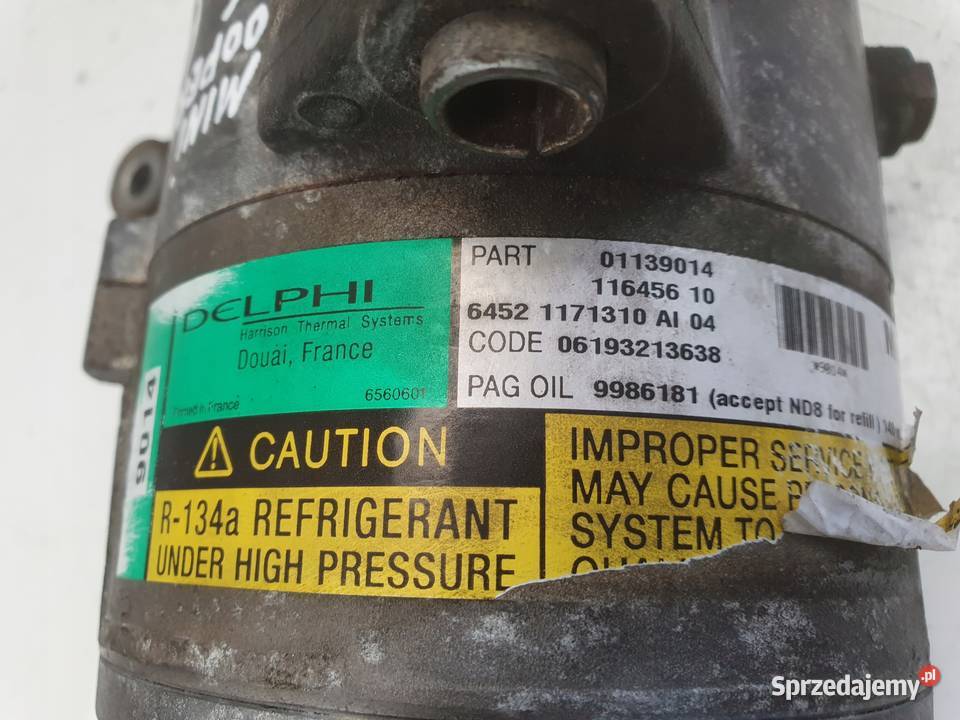 MINI
DELPHI
Harrison Thermal Systems
Douai, France
6560601
Printed in France
90 14
PART 01139014
116456 10
6452 1171310 AI 04
CODE 06193213638
PAG OIL 9986181 (accept ND8 for refill)
CAUTION
R-134a REFRIGERANT
UNDER HIGH PRESSURE
IMPROPER SERVICE
MAY CAUSE
SYSTEM TO
Sprzedajemy.pl